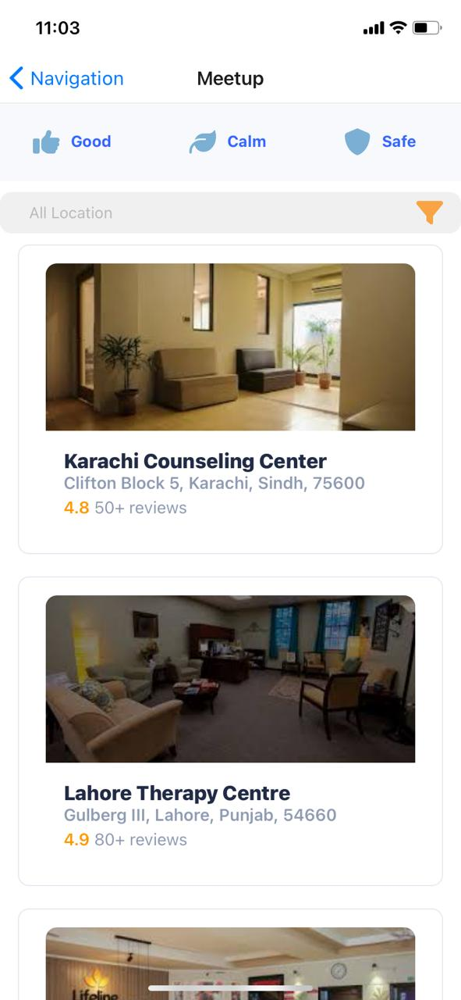 11:03
Navigation
Meetup
Good
Calm
Safe
All Location
Karachi Counseling Center
Clifton Block 5, Karachi, Sindh, 75600
4.8 50+ reviews
Lahore Therapy Centre
Gulberg III, Lahore, Punjab, 54660
4.9 80+ reviews
Lifeline